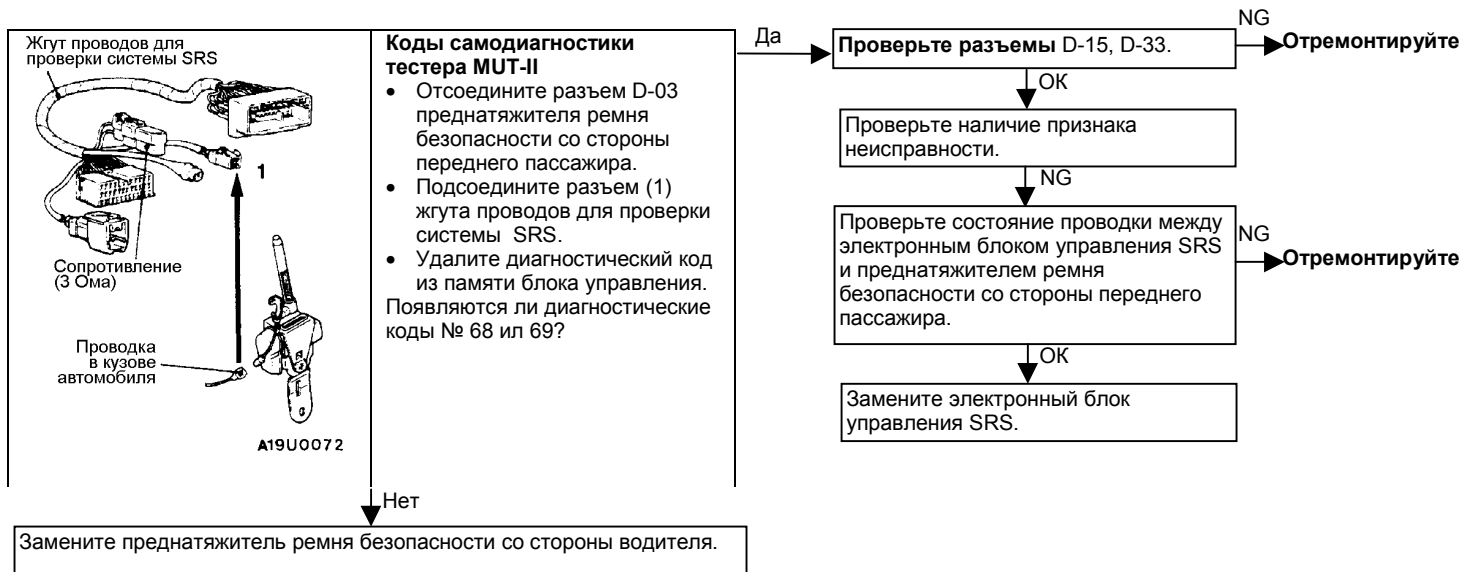 Жгут проводов для
проверки системы SRS
1
Сопротивление
(3 Ома)
Проводка
в кузове
автомобиля
A19U0072
Коды самодиагностики
тестера MUT-II
• Отсоедините разъем D-03
преднатяжителя ремня
безопасности со стороны
переднего пассажира.
• Подсоедините разъем (1)
жгута проводов для проверки
системы SRS.
• Удалите диагностический код
из памяти блока управления.
Появляются ли диагностические
коды № 68 ил 69?
Да
Проверьте разъемы D-15, D-33.
NG
Отремонтируйте
ОК
Проверьте наличие признака
неисправности.
NG
Проверьте состояние проводки между
электронным блоком управления SRS
и преднатяжителем ремня
безопасности со стороны переднего
пассажира.
NG
Отремонтируйте
ОК
Замените электронный блок
управления SRS.
Нет
Замените преднатяжитель ремня безопасности со стороны водителя.